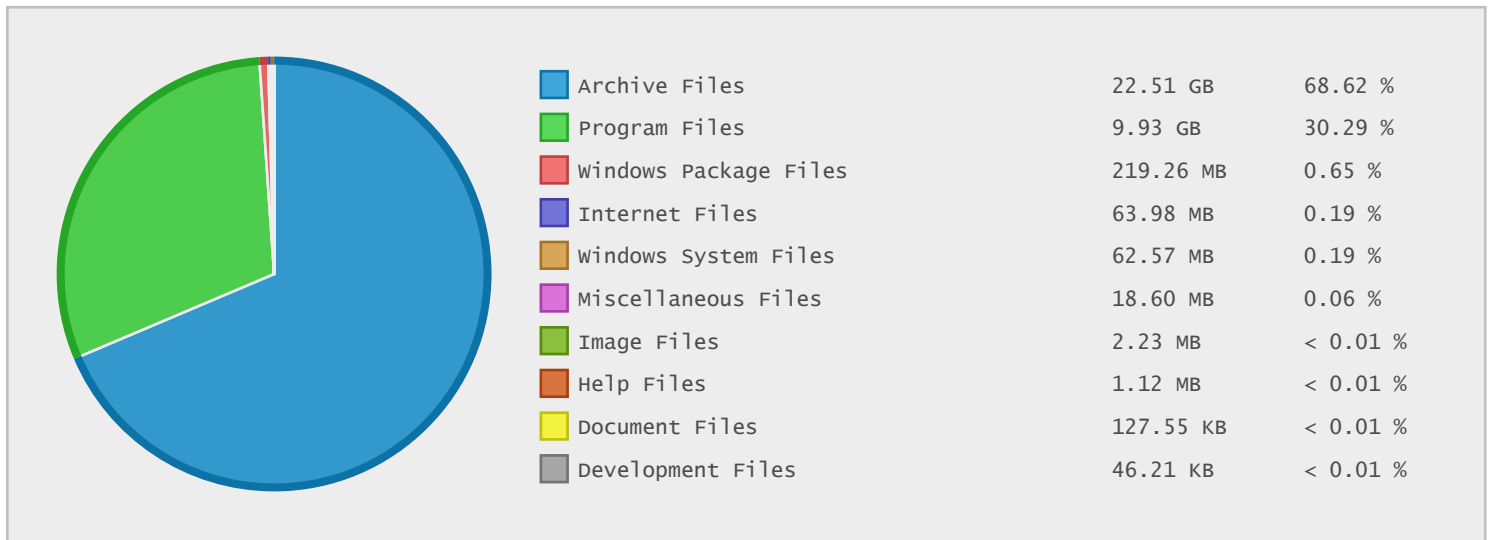 Archive Files 22.51 GB 68.62 %
Program Files 9.93 GB 30.29 %
Windows Package Files 219.26 MB 0.65 %
Internet Files 63.98 MB 0.19 %
Windows System Files 62.57 MB 0.19 %
Miscellaneous Files 18.60 MB 0.06 %
Image Files 2.23 MB < 0.01 %
Help Files 1.12 MB < 0.01 %
Document Files 127.55 KB < 0.01 %
Development Files 46.21 KB < 0.01 %